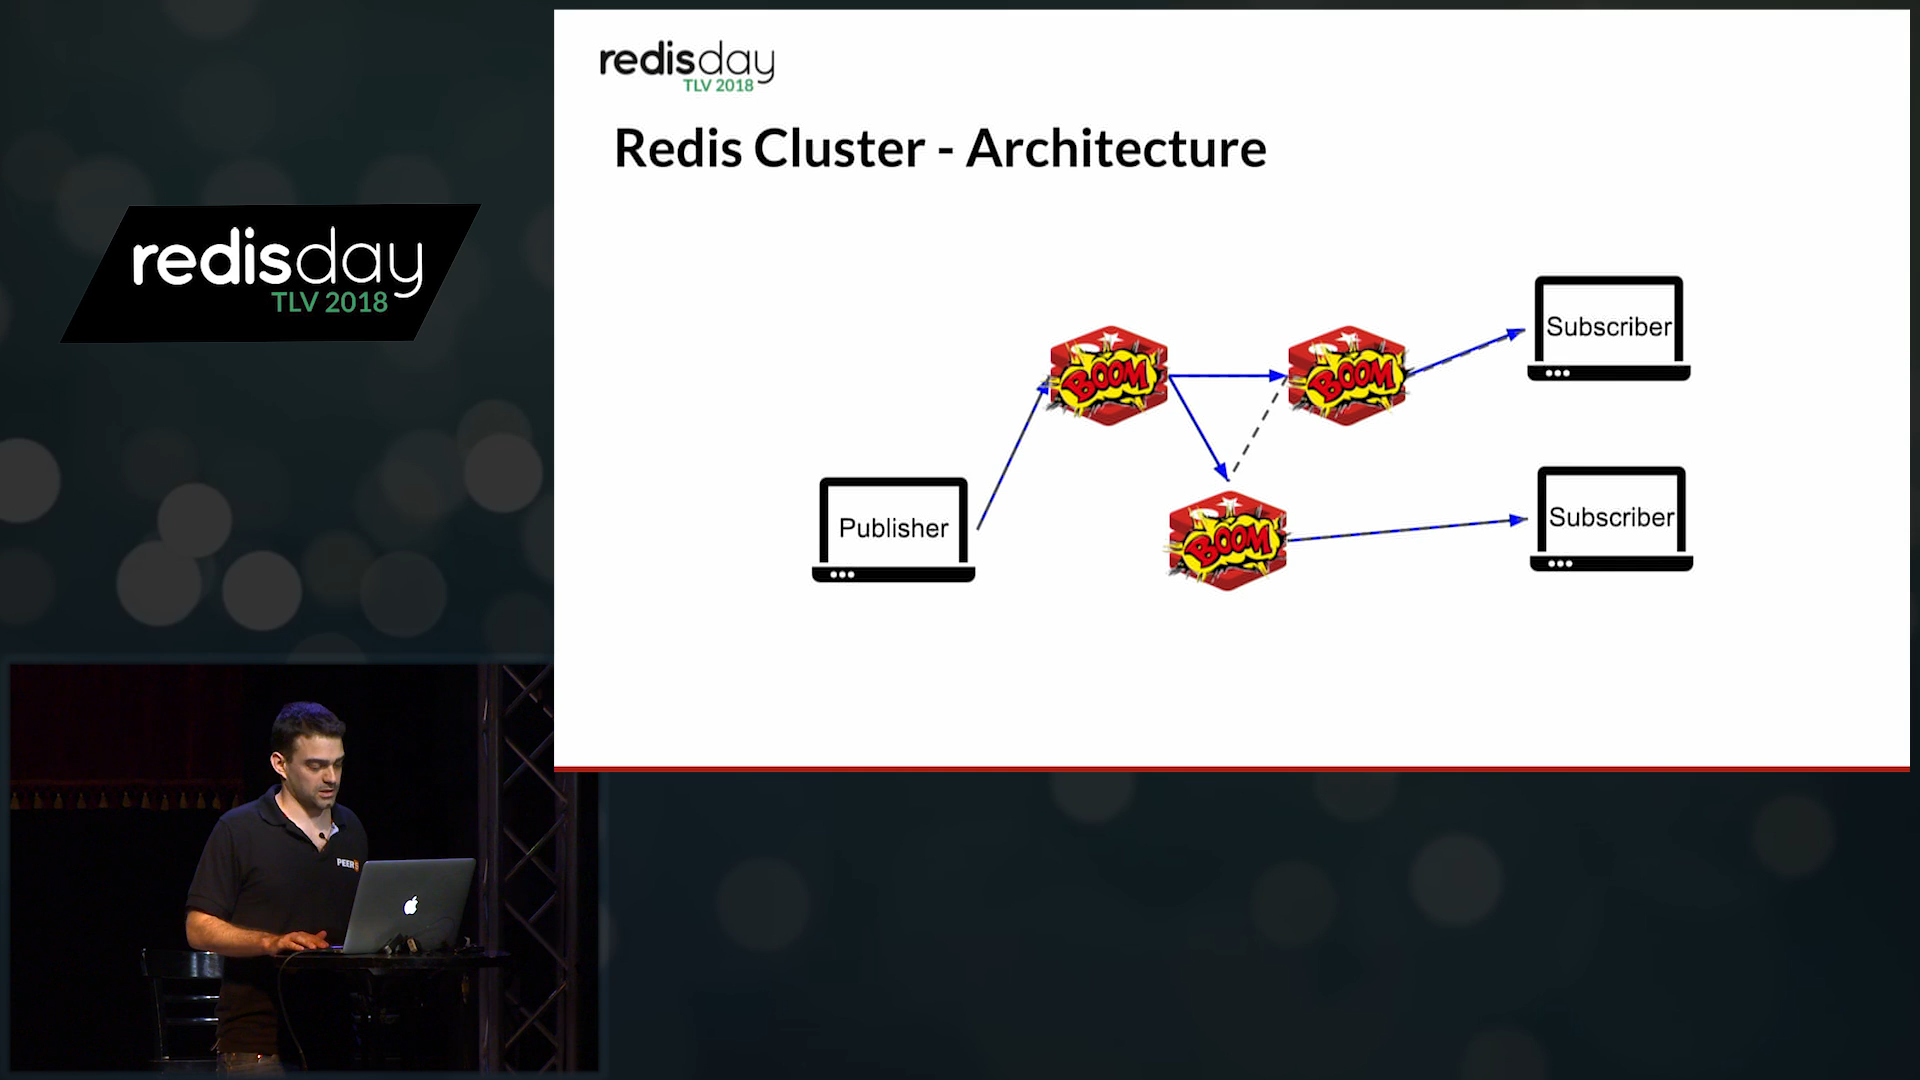 redisday
TLV 2018
redisday
TLV 2018
Redis Cluster - Architecture
Subscriber
BOOM
BOOM
Publisher
BOOM
Subscriber
PEER5